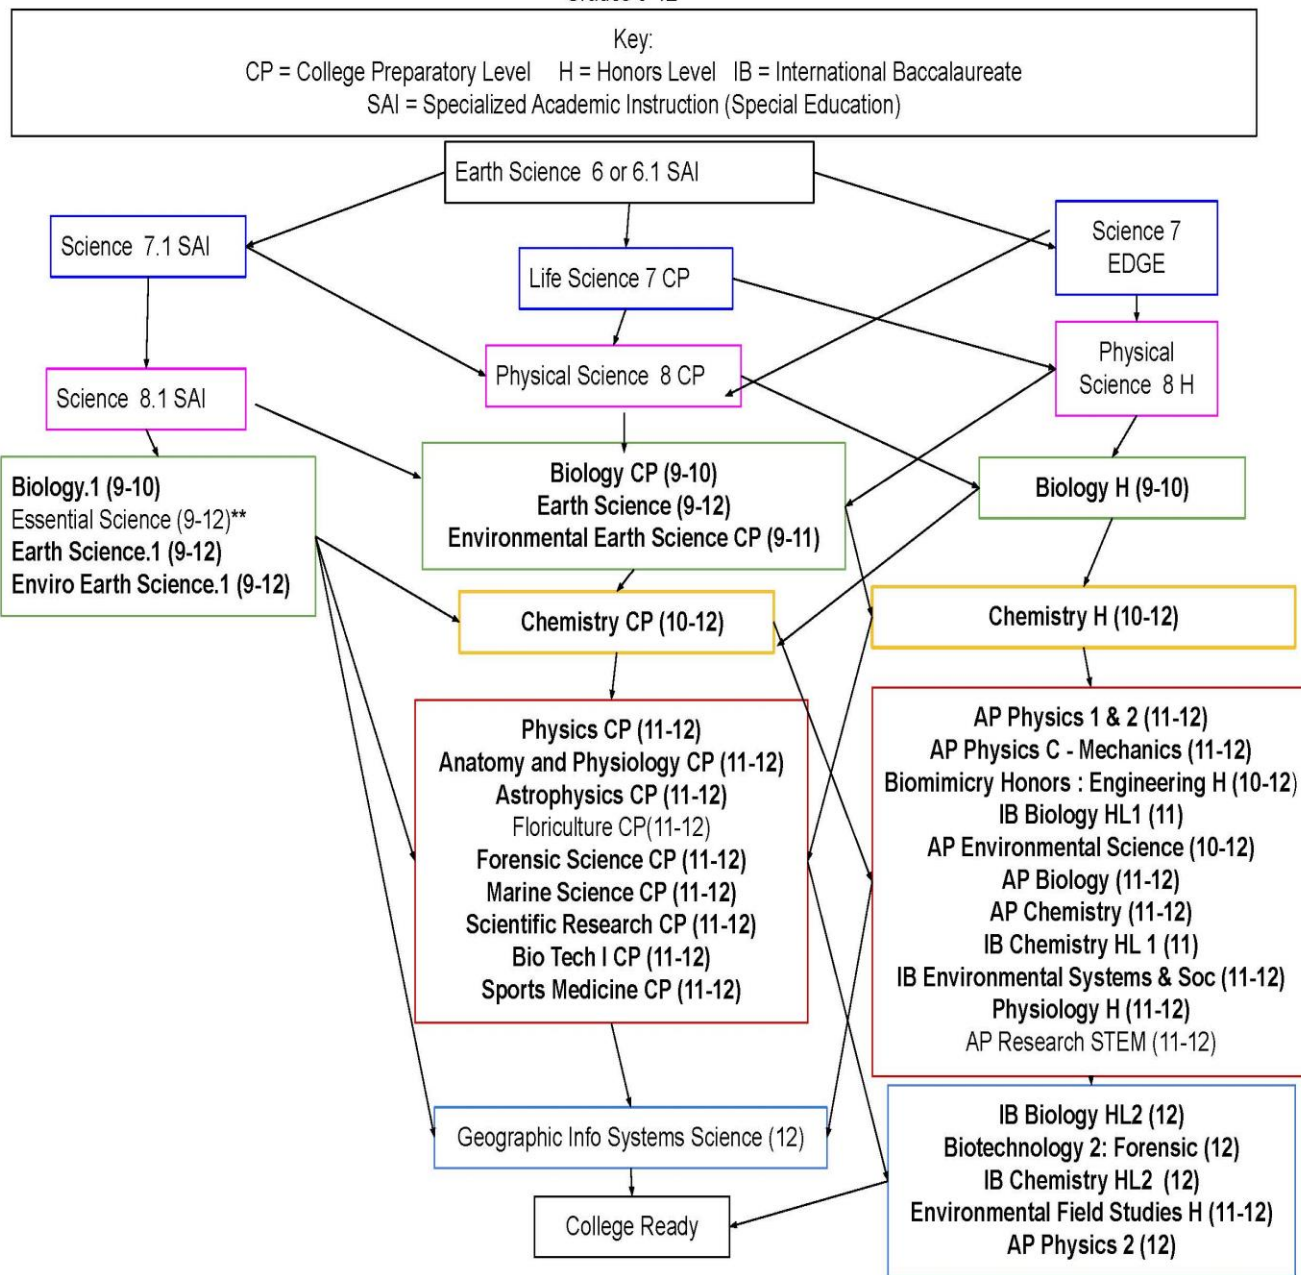 Key:
CP = College Preparatory Level H = Honors Level IB = International Baccalaureate
SAI = Specialized Academic Instruction (Special Education)
Earth Science 6 or 6.1 SAI
Science 7.1 SAI
Life Science 7 CP
Science 7
EDGE
Science 8.1 SAI
Physical Science 8 CP
Physical
Science 8 H
Biology.1 (9-10)
Essential Science (9-12)**
Earth Science.1 (9-12)
Enviro Earth Science.1 (9-12)
Biology CP (9-10)
Earth Science (9-12)
Environmental Earth Science CP (9-11)
Biology H (9-10)
Chemistry CP (10-12)
Chemistry H (10-12)
Physics CP (11-12)
Anatomy and Physiology CP (11-12)
Astrophysics CP (11-12)
Floriculture CP(11-12)
Forensic Science CP (11-12)
Marine Science CP (11-12)
Scientific Research CP (11-12)
Bio Tech I CP (11-12)
Sports Medicine CP (11-12)
AP Physics 1 & 2 (11-12)
AP Physics C - Mechanics (11-12)
Biomimicry Honors : Engineering H (10-12)
IB Biology HL1 (11)
AP Environmental Science (10-12)
AP Biology (11-12)
AP Chemistry (11-12)
IB Chemistry HL 1 (11)
IB Environmental Systems & Soc (11-12)
Physiology H (11-12)
AP Research STEM (11-12)
Geographic Info Systems Science (12)
IB Biology HL2 (12)
Biotechnology 2: Forensic (12)
IB Chemistry HL2 (12)
Environmental Field Studies H (11-12)
AP Physics 2 (12)
College Ready